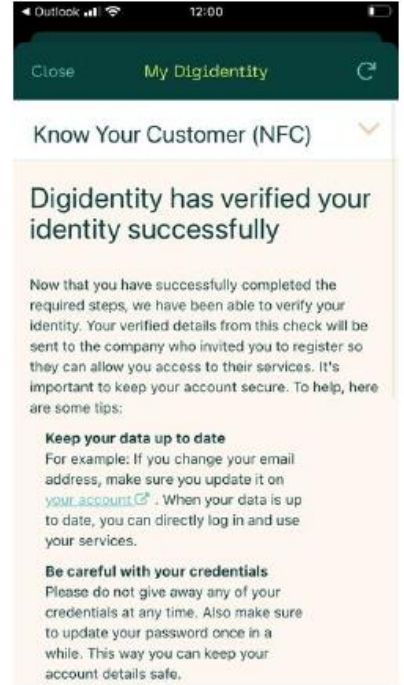 Outlook 12:00
Close My Digidentity
Know Your Customer (NFC)
Digidentity has verified your
identity successfully
Now that you have successfully completed the
required steps, we have been able to verify your
identity. Your verified details from this check will be
sent to the company who invited you to register so
they can allow you access to their services. It's
important to keep your account secure. To help, here
are some tips:
Keep your data up to date
For example: If you change your email
address, make sure you update it on
your account . When your data is up
to date, you can directly log in and use
your services.
Be careful with your credentials
Please do not give away any of your
credentials at any time. Also make sure
to update your password once in a
while. This way you can keep your
account details safe.